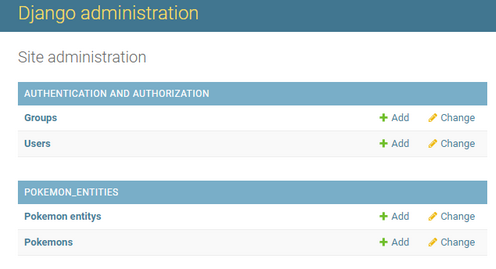 Django administration
Site administration
AUTHENTICATION AND AUTHORIZATION
Groups Add Change
Users Add Change
POKEMON_ENTITIES
Pokemon entitys Add Change
Pokemons Add Change